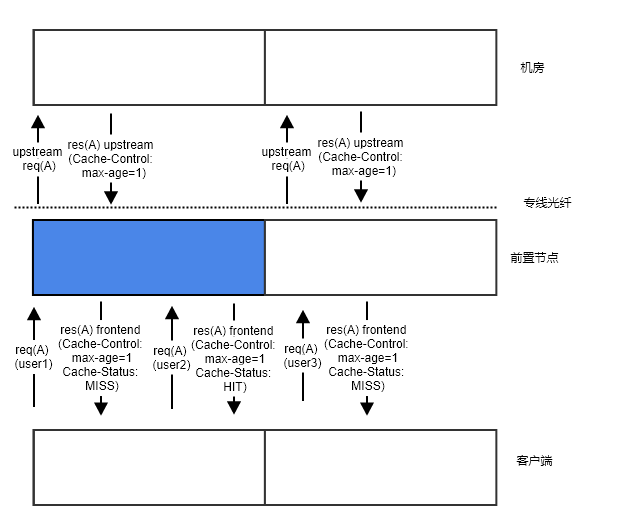 机房
upstream
req(A)
res(A) upstream
(Cache-Control:
max-age=1)
upstream
req(A)
res(A) upstream
(Cache-Control:
max-age=1)
专线光纤
前置节点
req(A)
(user1)
res(A) frontend
(Cache-Control:
max-age=1
Cache-Status:
MISS)
req(A)
(user2)
res(A) frontend
(Cache-Control:
max-age=1
Cache-Status:
HIT)
req(A)
(user3)
res(A) frontend
(Cache-Control:
max-age=1
Cache-Status:
MISS)
客户端